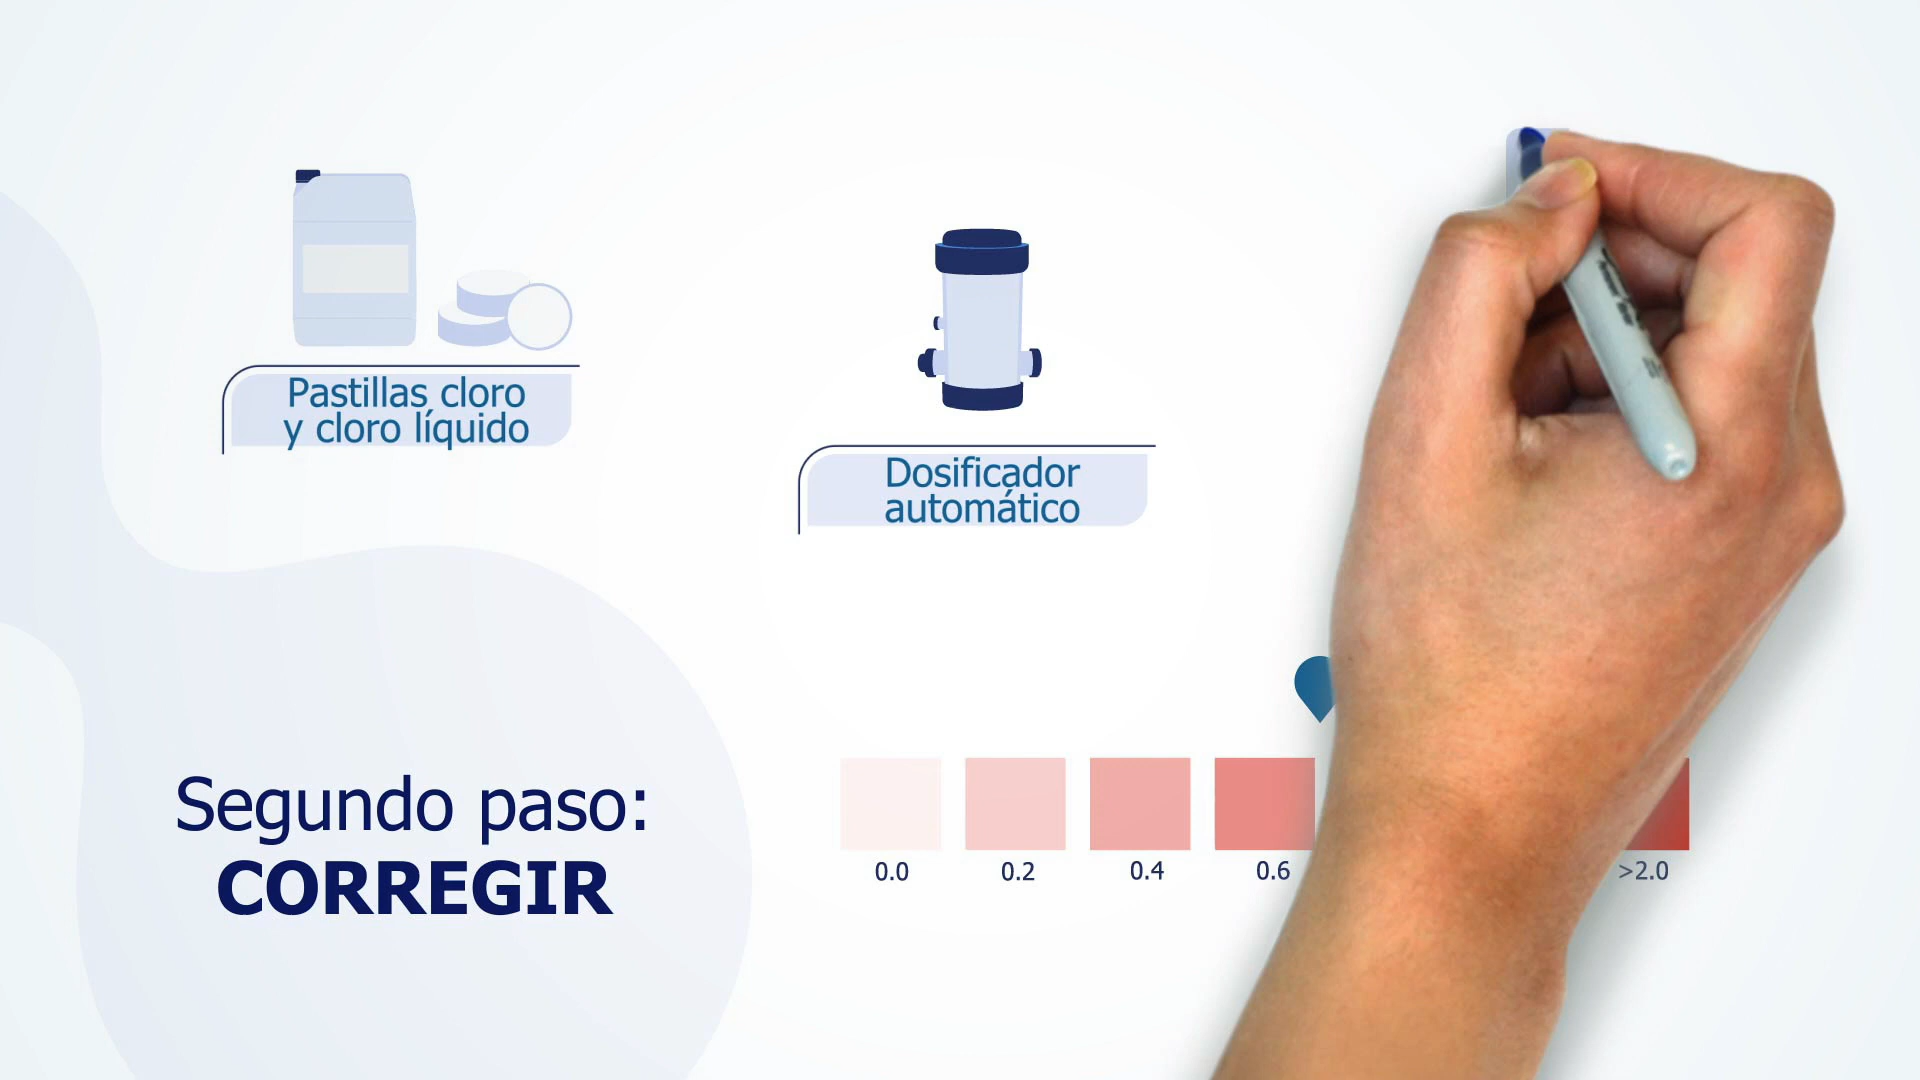 Pastillas cloro
y cloro líquido
Dosificador
automático
Segundo paso:
CORREGIR
0.0 0.2 0.4 0.6 >2.0